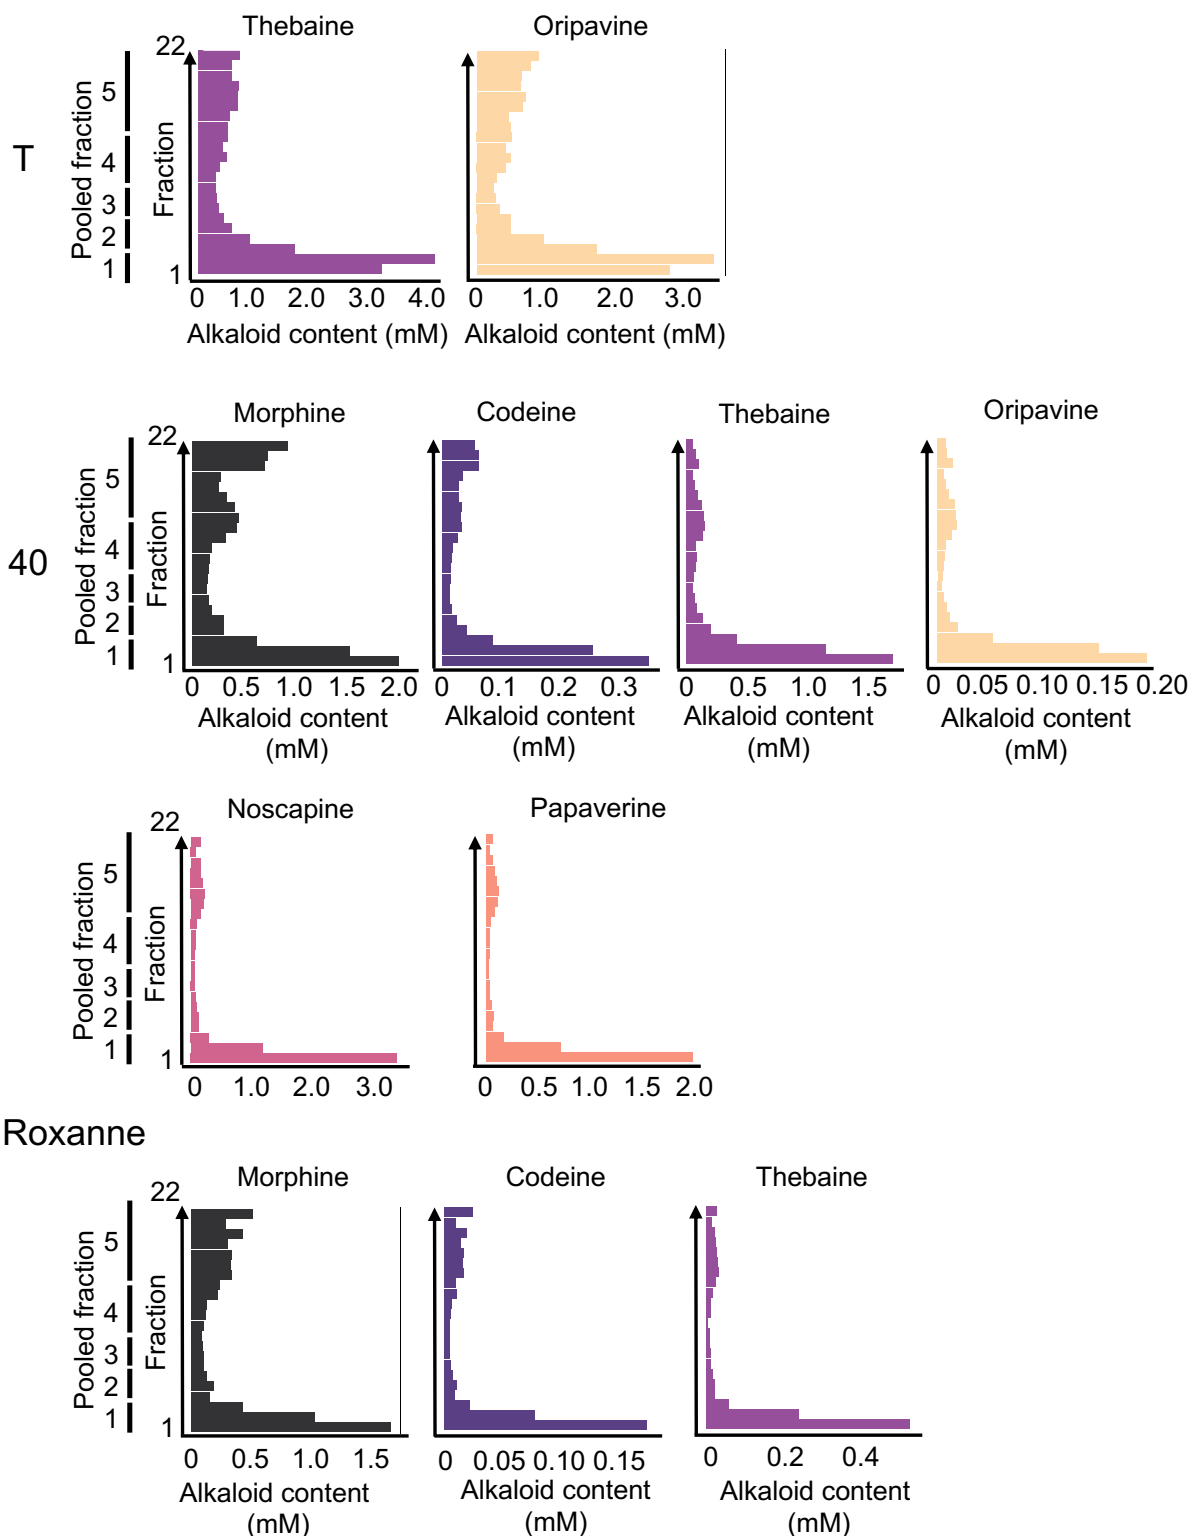 Thebaine Oripavine
22
T
Pooled fraction
5
4
3
2
1
Fraction
1
0 1.0 2.0 3.0 4.0
0 1.0 2.0 3.0
Alkaloid content (mM) Alkaloid content (mM)
Morphine Codeine Thebaine Oripavine
22
40
Pooled fraction
5
4
3
2
1
Fraction
1
0 0.5 1.0 1.5 2.0
0 0.1 0.2 0.3
0 0.5 1.0 1.5
0 0.05 0.10 0.15 0.20
Alkaloid content Alkaloid content Alkaloid content Alkaloid content
(mM) (mM) (mM) (mM)
Noscapine Papaverine
22
Pooled fraction
5
4
3
2
1
Fraction
1
0 1.0 2.0 3.0
0 0.5 1.0 1.5 2.0
Roxanne
Morphine Codeine Thebaine
22
Pooled fraction
5
4
3
2
1
Fraction
1
0 0.5 1.0 1.5
0 0.05 0.10 0.15
0 0.2 0.4
Alkaloid content Alkaloid content Alkaloid content
(mM) (mM) (mM)